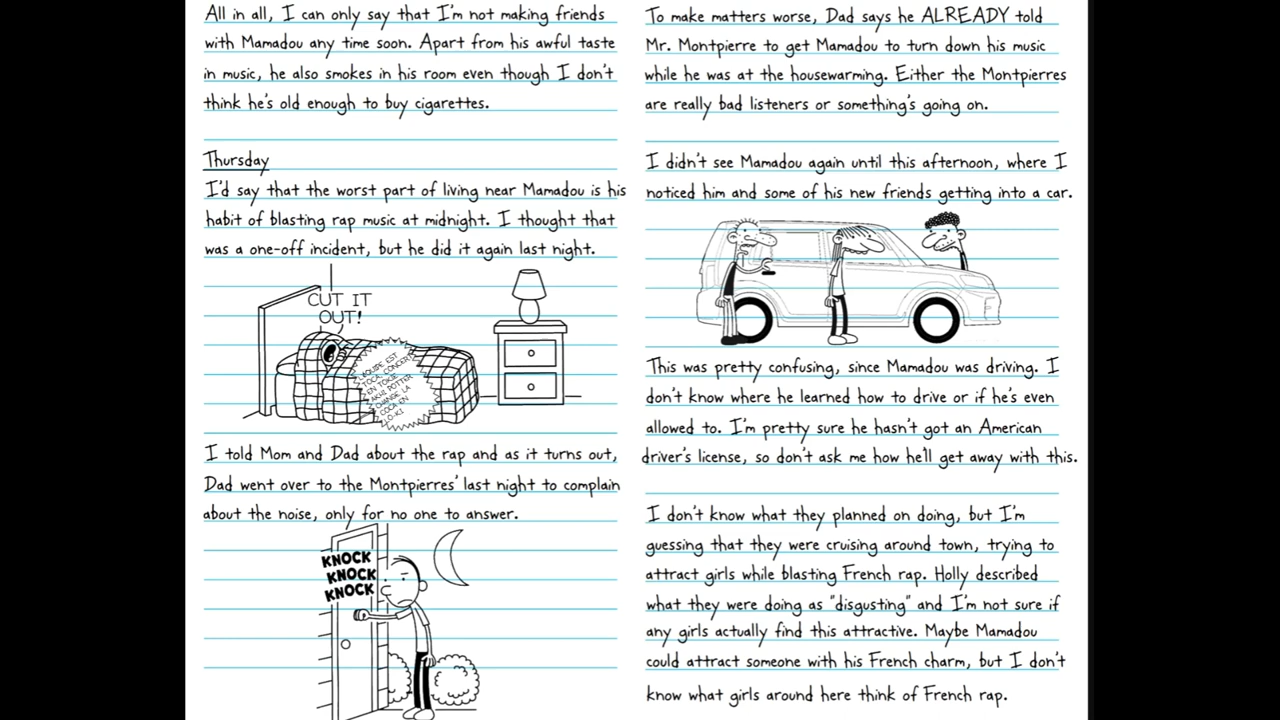 All in all, I can only say that I'm not making friends
with Mamadou any time soon. Apart from his awful taste
in music, he also smokes in his room even though I don't
think he's old enough to buy cigarettes.
Thursday
I'd say that the worst part of living near Mamadou is his
habit of blasting rap music at midnight. I thought that
was a one-off incident, but he did it again last night.
CUT IT
OUT!
L'EQUIPE EST
TOCA, CONCERT
EN TOKIE
POTTER
LA
COCA EN
LO-KI
I told Mom and Dad about the rap and as it turns out,
Dad went over to the Montpierres' last night to complain
about the noise, only for no one to answer.
KNOCK
KNOCK
KNOCK
To make matters worse, Dad says he ALREADY told
Mr. Montpierre to get Mamadou to turn down his music
while he was at the housewarming. Either the Montpierres
are really bad listeners or something's going on.
I didn't see Mamadou again until this afternoon, where I
noticed him and some of his new friends getting into a car.
This was pretty confusing, since Mamadou was driving. I
don't know where he learned how to drive or if he's even
allowed to. I'm pretty sure he hasn't got an American
driver's license, so don't ask me how he'll get away with this.
I don't know what they planned on doing, but I'm
guessing that they were cruising around town, trying to
attract girls while blasting French rap. Holly described
what they were doing as "disgusting" and I'm not sure if
any girls actually find this attractive. Maybe Mamadou
could attract someone with his French charm, but I don't
know what girls around here think of French rap.